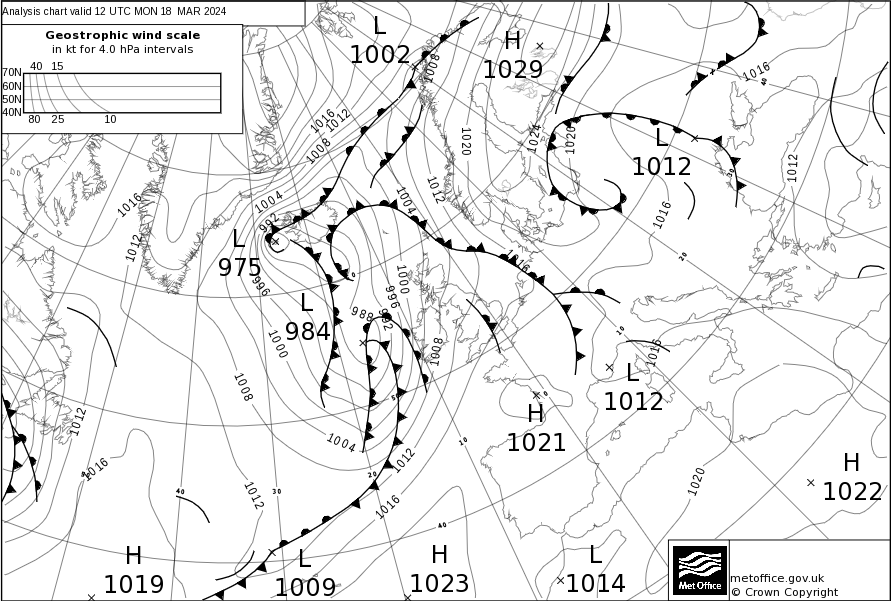 Analysis chart valid 12 UTC MON 18 MAR 2024
Geostrophic wind scale
in kt for 4.0 hPa intervals
40 15
70N
60N
50N
40N
80 25 10
L
1002
H
1029
1008
1016
1016
1012
1008
1020
1024
1020
L
1012
1012
1016
1004
1004
1012
992
1016
1012
L
975
996
1016
1000
996
992
988
L
984
1000
1008
1016
1008
L
1012
H
1021
1012
1004
1012
1016
1012
1016
1020
H
1022
40
30
20
10
40
10
20
50
H
1019
L
1009
H
1023
L
1014
Met Office
metoffice.gov.uk
© Crown Copyright